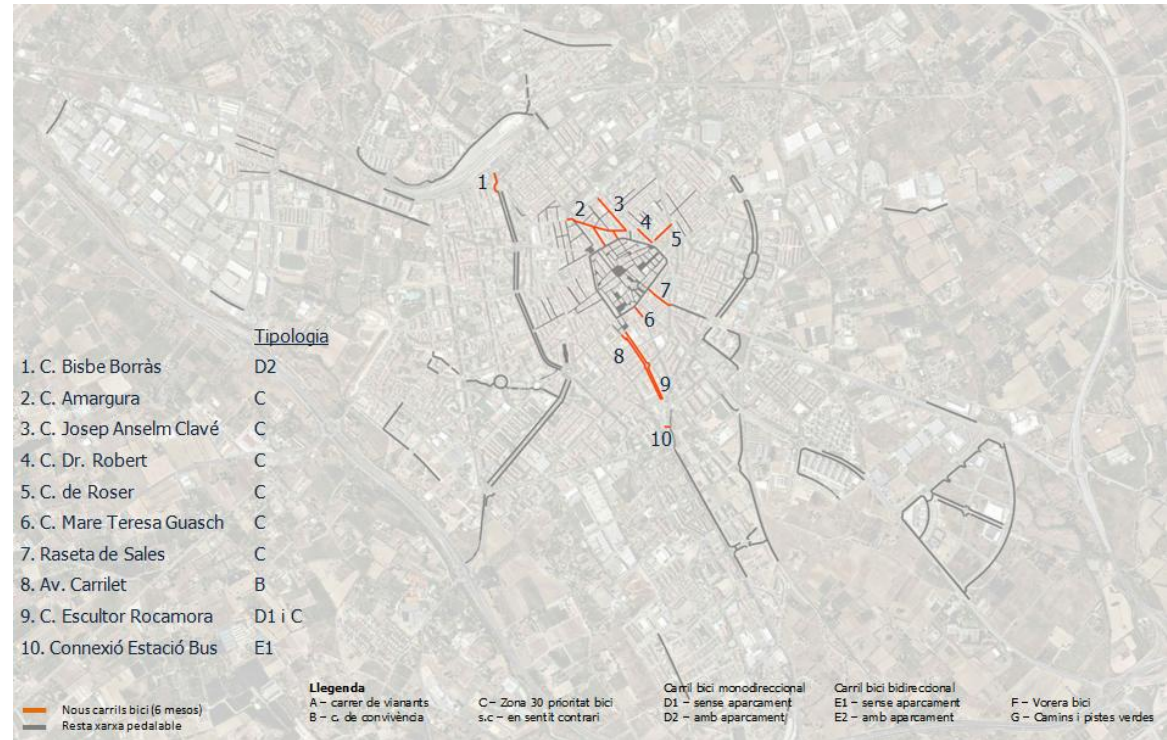 1
2
3
4
5
7
6
8
9
10
Tipologia
1. C. Bisbe Borràs D2
2. C. Amargura C
3. C. Josep Anselm Clavé C
4. C. Dr. Robert C
5. C. de Roser C
6. C. Mare Teresa Guasch C
7. Raseta de Sales C
8. Av. Carrilet B
9. C. Escultor Rocamora D1 i C
10. Connexió Estació Bus E1
Nous carrils bici (6 mesos)
Resta xarxa pedalable
Llegenda
A – carrer de vianants
B – c. de convivència
C – Zona 30 prioritat bici
s.c – en sentit contrari
Carril bici monodireccional
D1 – sense aparcament
D2 – amb aparcament
Carril bici bidireccional
E1 – sense aparcament
E2 – amb aparcament
F – Vorera bici
G – Camins i pistes verdes